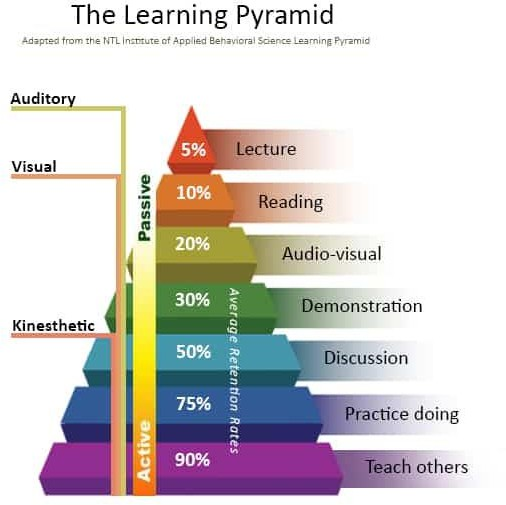 The Learning Pyramid
Adapted from the NTL Institute of Applied Behavioral Science Learning Pyramid
Auditory
Visual
Kinesthetic
Passive
Active
5% Lecture
10% Reading
20% Audio-visual
30% Demonstration
50% Discussion
75% Practice doing
90% Teach others
Average Retention Rates